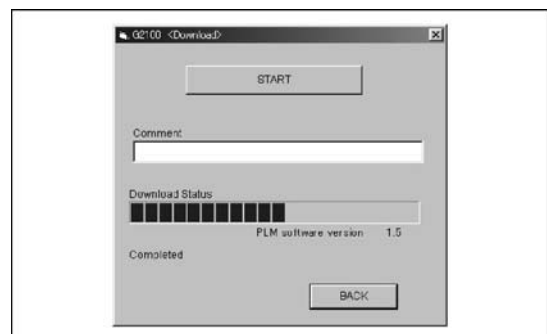 G2100 <Download>
START
Comment
Download Status
PLM software version 1.5
Completed
BACK